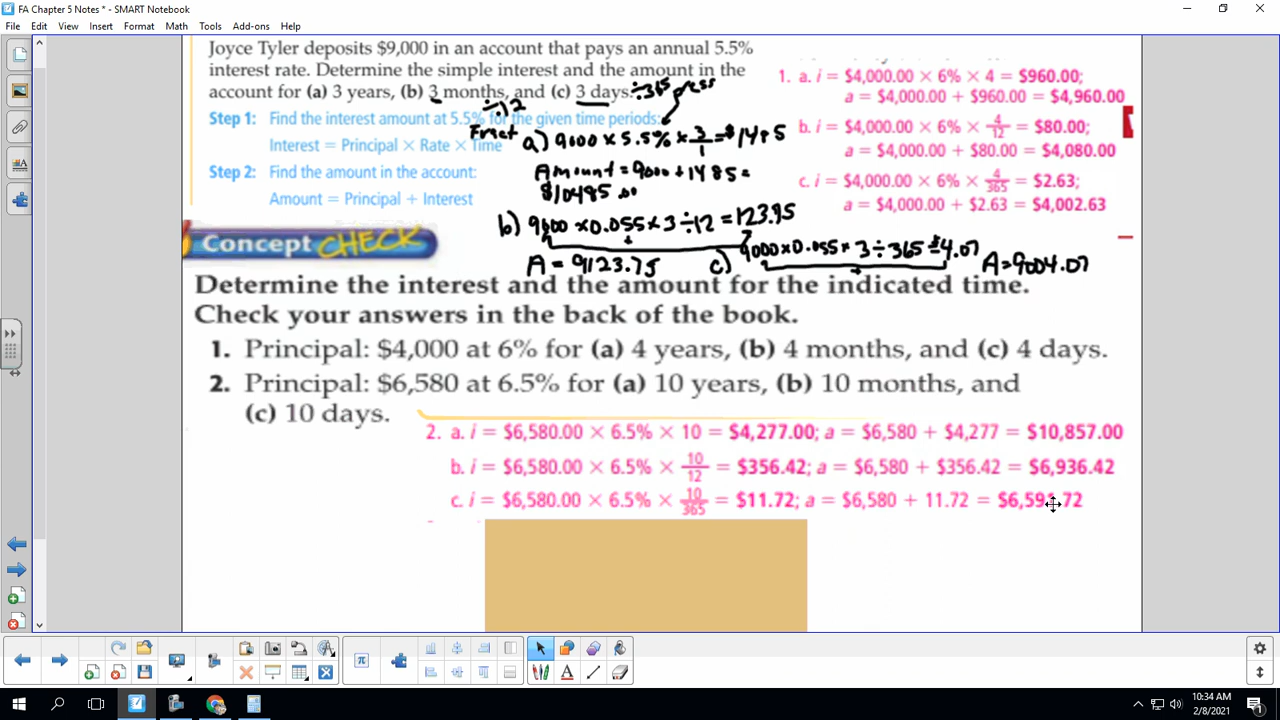 FA Chapter 5 Notes * - SMART Notebook
File Edit View Insert Format Math Tools Add-ons Help
Joyce Tyler deposits $9,000 in an account that pays an annual 5.5%
interest rate. Determine the simple interest and the amount in the
account for (a) 3 years, (b) 3 months, and (c) 3 days.
÷365 press
÷12
Step 1: Find the interest amount at 5.5% for the given time periods:
Fract
Interest = Principal × Rate × Time
a) 9000 × 5.5% × 3/1 = $1485
Step 2: Find the amount in the account:
Amount = 9000 + 1485 =
$10485.00
Amount = Principal + Interest
b) 9000 × 0.055 × 3 ÷ 12 = 123.75
+
A = 9123.75
c) 9000 × 0.055 × 3 ÷ 365 = $4.07
+
A = 9004.07
1. a. i = $4,000.00 × 6% × 4 = $960.00;
a = $4,000.00 + $960.00 = $4,960.00
b. i = $4,000.00 × 6% × 4/12 = $80.00;
a = $4,000.00 + $80.00 = $4,080.00
c. i = $4,000.00 × 6% × 4/365 = $2.63;
a = $4,000.00 + $2.63 = $4,002.63
Concept CHECK
Determine the interest and the amount for the indicated time.
Check your answers in the back of the book.
1. Principal: $4,000 at 6% for (a) 4 years, (b) 4 months, and (c) 4 days.
2. Principal: $6,580 at 6.5% for (a) 10 years, (b) 10 months, and
(c) 10 days.
2. a. i = $6,580.00 × 6.5% × 10 = $4,277.00; a = $6,580 + $4,277 = $10,857.00
b. i = $6,580.00 × 6.5% × 10/12 = $356.42; a = $6,580 + $356.42 = $6,936.42
c. i = $6,580.00 × 6.5% × 10/365 = $11.72; a = $6,580 + 11.72 =
10:34 AM
2/8/2021